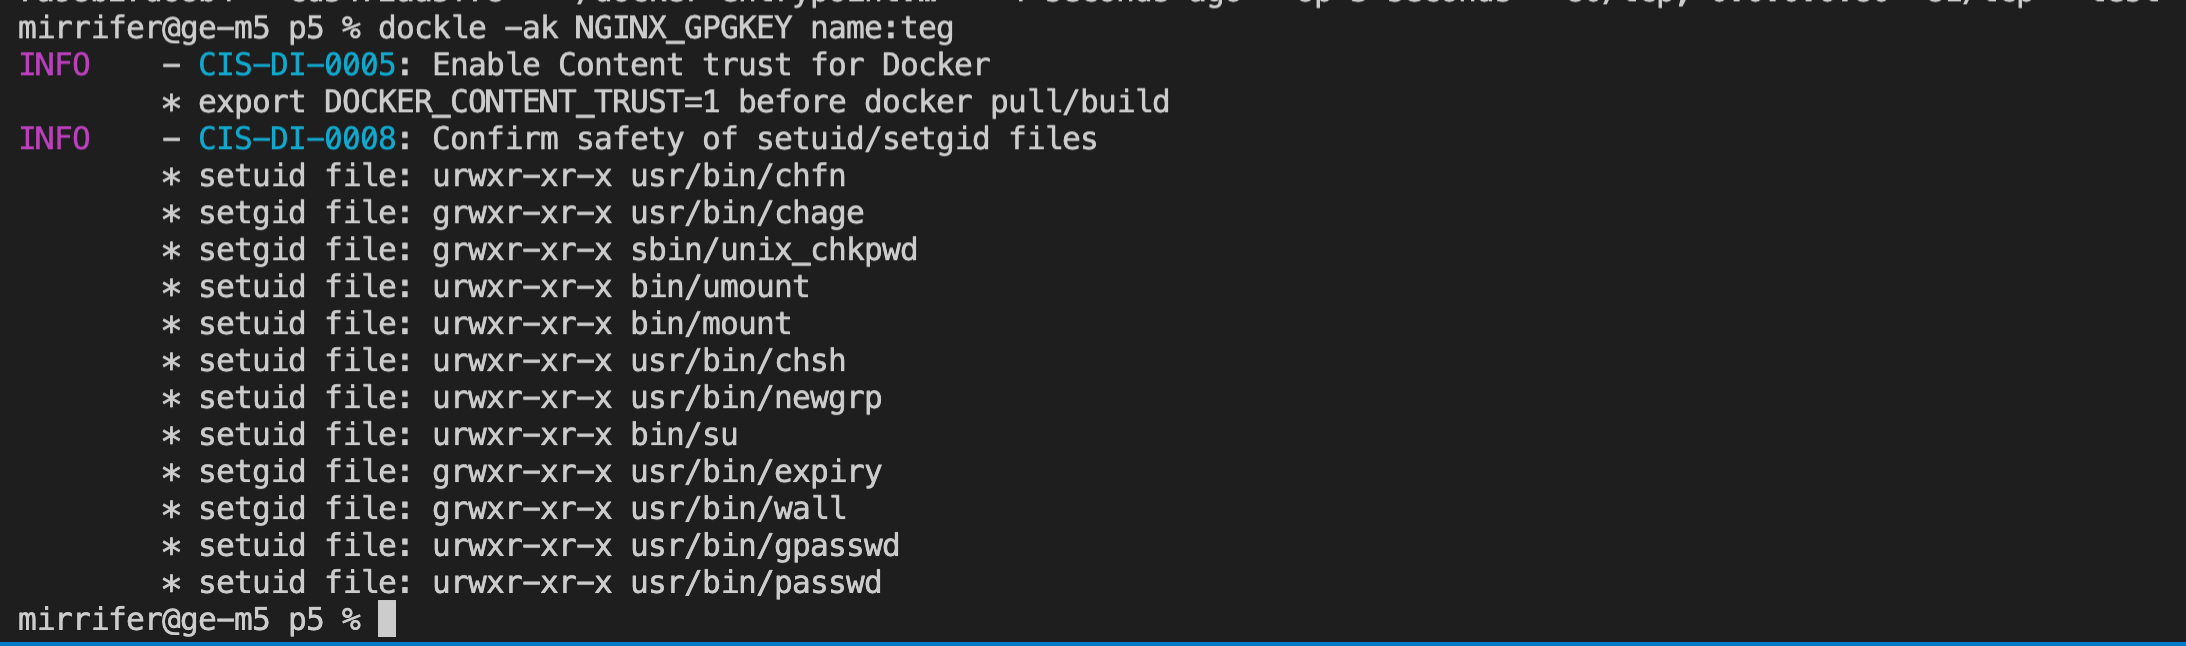 mirrifer@ge-m5 p5 % dockle -ak NGINX_GPGKEY name:teg
INFO - CIS-DI-0005: Enable Content trust for Docker
* export DOCKER_CONTENT_TRUST=1 before docker pull/build
INFO - CIS-DI-0008: Confirm safety of setuid/setgid files
* setuid file: urwxr-xr-x usr/bin/chfn
* setgid file: grwxr-xr-x usr/bin/chage
* setgid file: grwxr-xr-x sbin/unix_chkpwd
* setuid file: urwxr-xr-x bin/umount
* setuid file: urwxr-xr-x bin/mount
* setuid file: urwxr-xr-x usr/bin/chsh
* setuid file: urwxr-xr-x usr/bin/newgrp
* setuid file: urwxr-xr-x bin/su
* setgid file: grwxr-xr-x usr/bin/expiry
* setgid file: grwxr-xr-x usr/bin/wall
* setuid file: urwxr-xr-x usr/bin/gpasswd
* setuid file: urwxr-xr-x usr/bin/passwd
mirrifer@ge-m5 p5 %